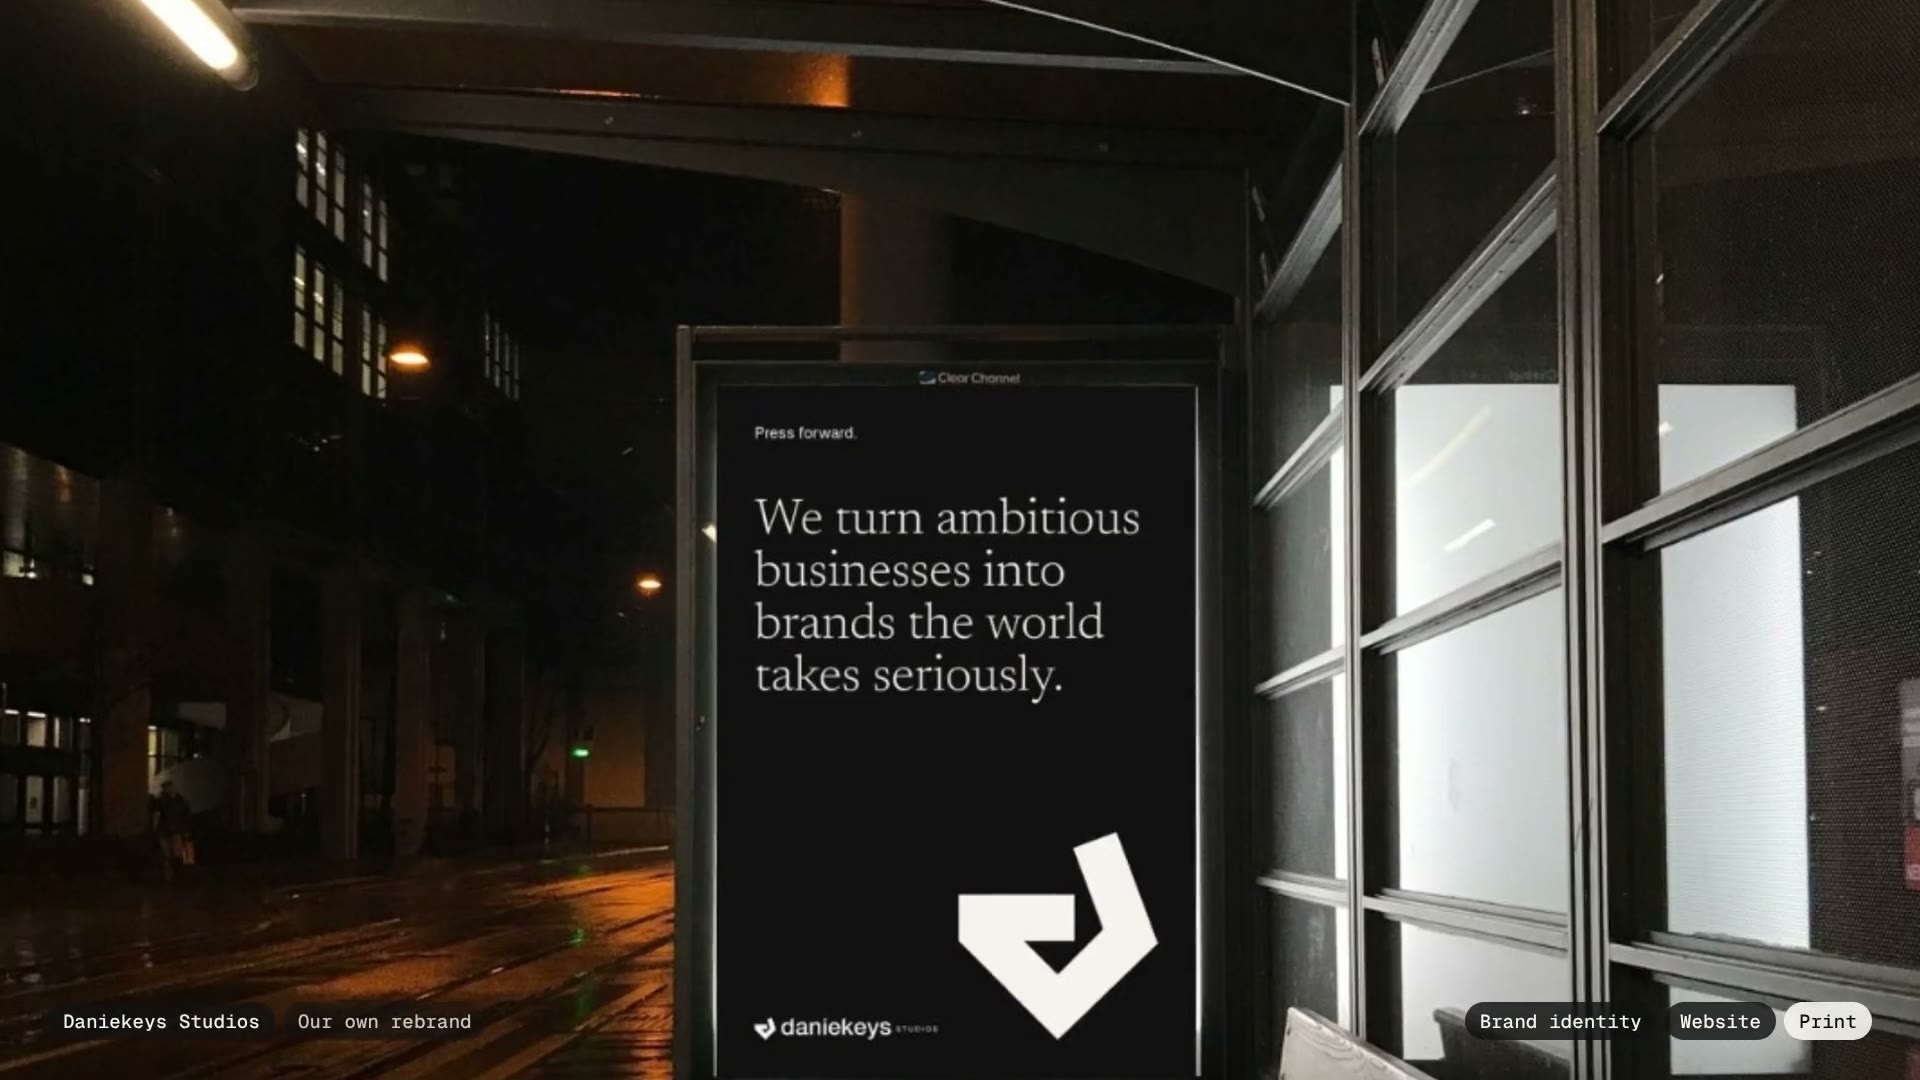 Clear Channel
Press forward.
We turn ambitious
businesses into
brands the world
takes seriously.
daniekeys STUDIOS
Daniekeys Studios
Our own rebrand
Brand identity
Website
Print